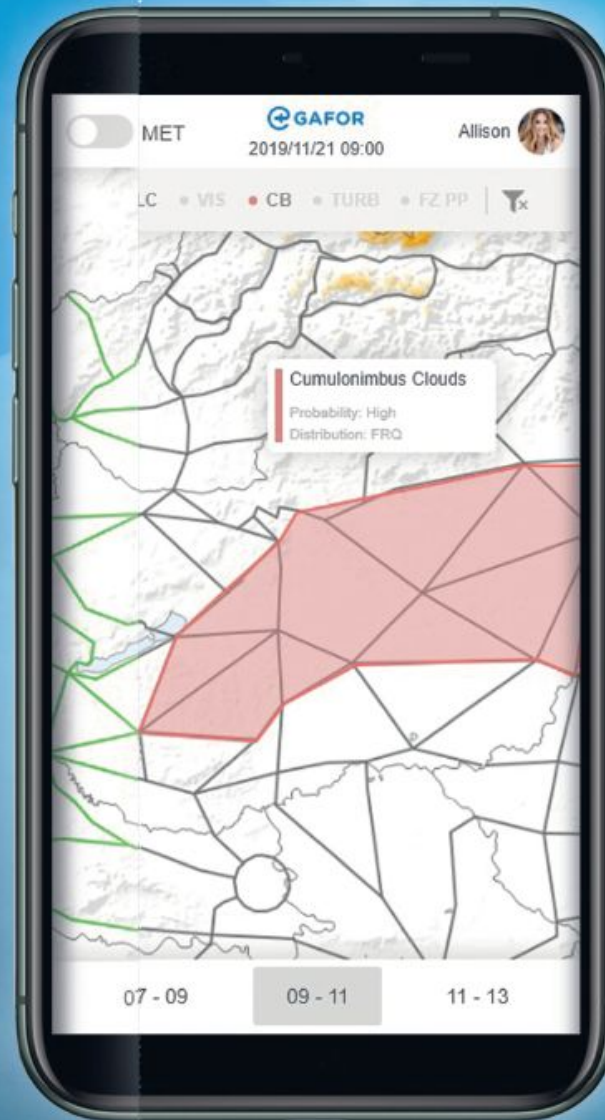 MET
GAFOR
2019/11/21 09:00
Allison
LC VIS CB TURB FZ PP
Cumulonimbus Clouds
Probability: High
Distribution: FRQ
07 - 09
09 - 11
11 - 13